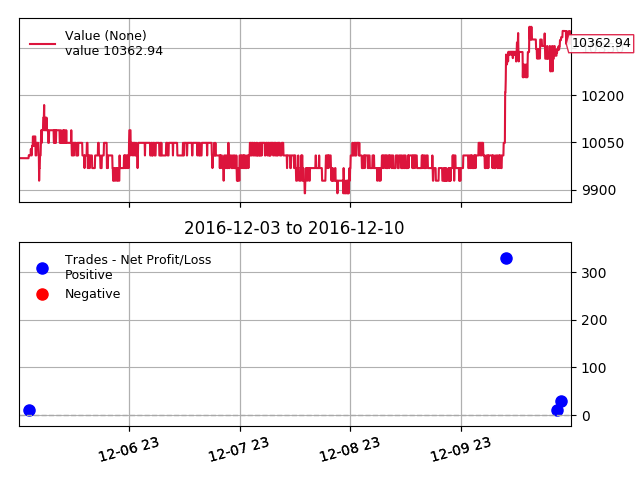 Value (None)
value 10362.94
10362.94
10200
10050
9900
2016-12-03 to 2016-12-10
Trades - Net Profit/Loss
Positive
Negative
300
200
100
0
12-06 23
12-07 23
12-08 23
12-09 23